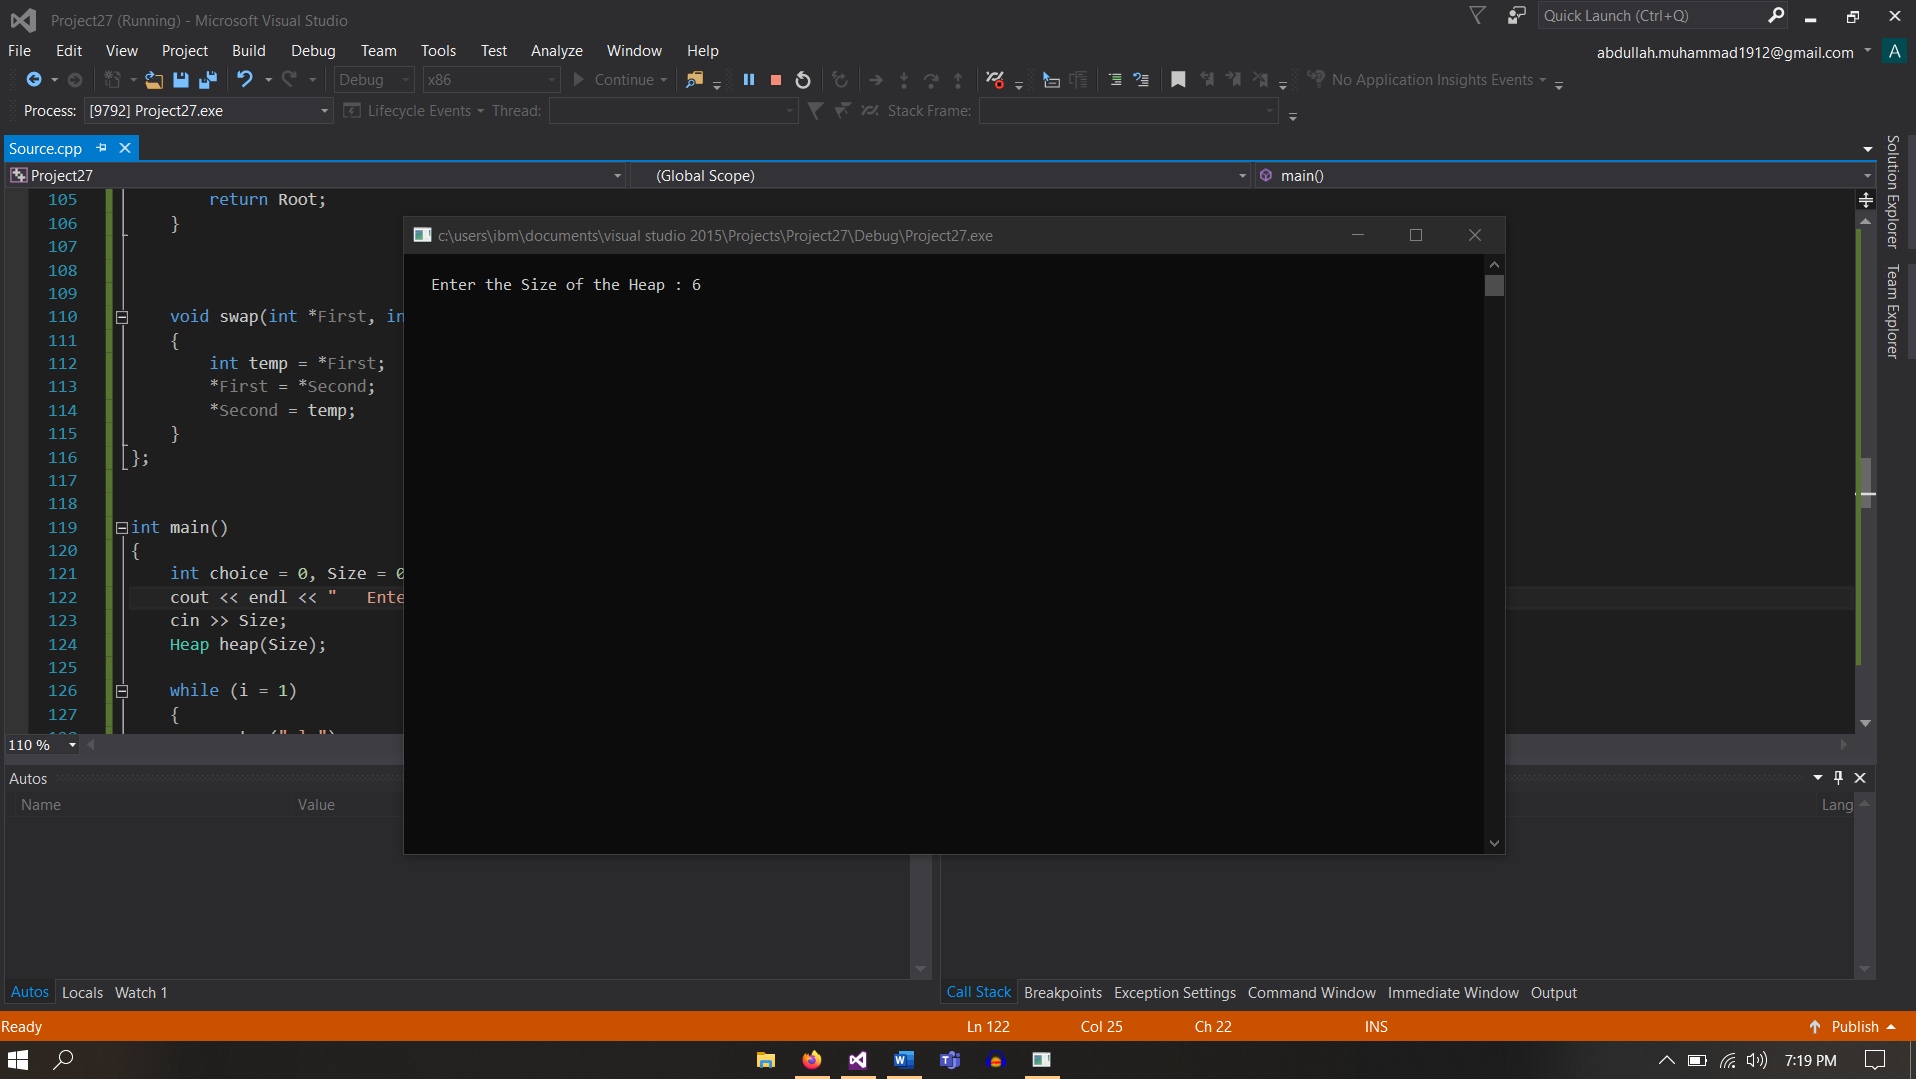 Project27 (Running) - Microsoft Visual Studio
Quick Launch (Ctrl+Q)
File Edit View Project Build Debug Team Tools Test Analyze Window Help
abdullah.muhammad1912@gmail.com A
Debug x86 Continue No Application Insights Events
Process: [9792] Project27.exe Lifecycle Events Thread: Stack Frame:
Source.cpp
Project27 (Global Scope) main()
105 return Root;
106 }
107
108
109
110 void swap(int *First, in
111 {
112 int temp = *First;
113 *First = *Second;
114 *Second = temp;
115 }
116 };
117
118
119 int main()
120 {
121 int choice = 0, Size = 0
122 cout << endl << "   Ente
123 cin >> Size;
124 Heap heap(Size);
125
126 while (i = 1)
127 {
c:\users\ibm\documents\visual studio 2015\Projects\Project27\Debug\Project27.exe
Enter the Size of the Heap : 6
Solution Explorer
Team Explorer
110 %
Autos
Name Value
Lang
Autos Locals Watch 1
Call Stack Breakpoints Exception Settings Command Window Immediate Window Output
Ready Ln 122 Col 25 Ch 22 INS Publish
7:19 PM